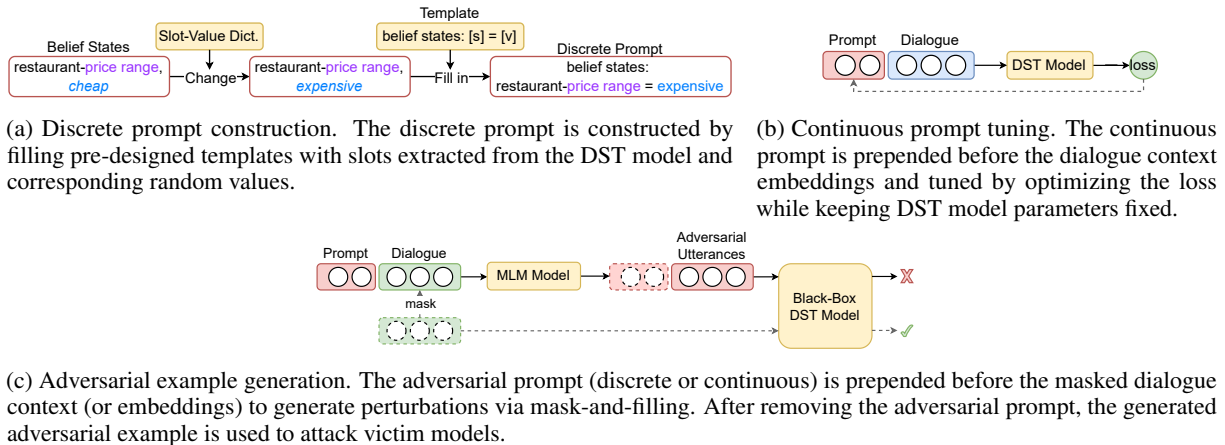 Template
Slot-Value Dict.
belief states: [s] = [v]
Belief States
Discrete Prompt
restaurant-price range,
cheap
Change
restaurant-price range,
expensive
Fill in
belief states:
restaurant-price range = expensive
(a) Discrete prompt construction. The discrete prompt is constructed by
filling pre-designed templates with slots extracted from the DST model and
corresponding random values.
Prompt
Dialogue
DST Model
loss
(b) Continuous prompt tuning. The continuous
prompt is prepended before the dialogue context
embeddings and tuned by optimizing the loss
while keeping DST model parameters fixed.
Prompt
Dialogue
MLM Model
Adversarial
Utterances
mask
Black-Box
DST Model
X
✓
(c) Adversarial example generation. The adversarial prompt (discrete or continuous) is prepended before the masked dialogue
context (or embeddings) to generate perturbations via mask-and-filling. After removing the adversarial prompt, the generated
adversarial example is used to attack victim models.